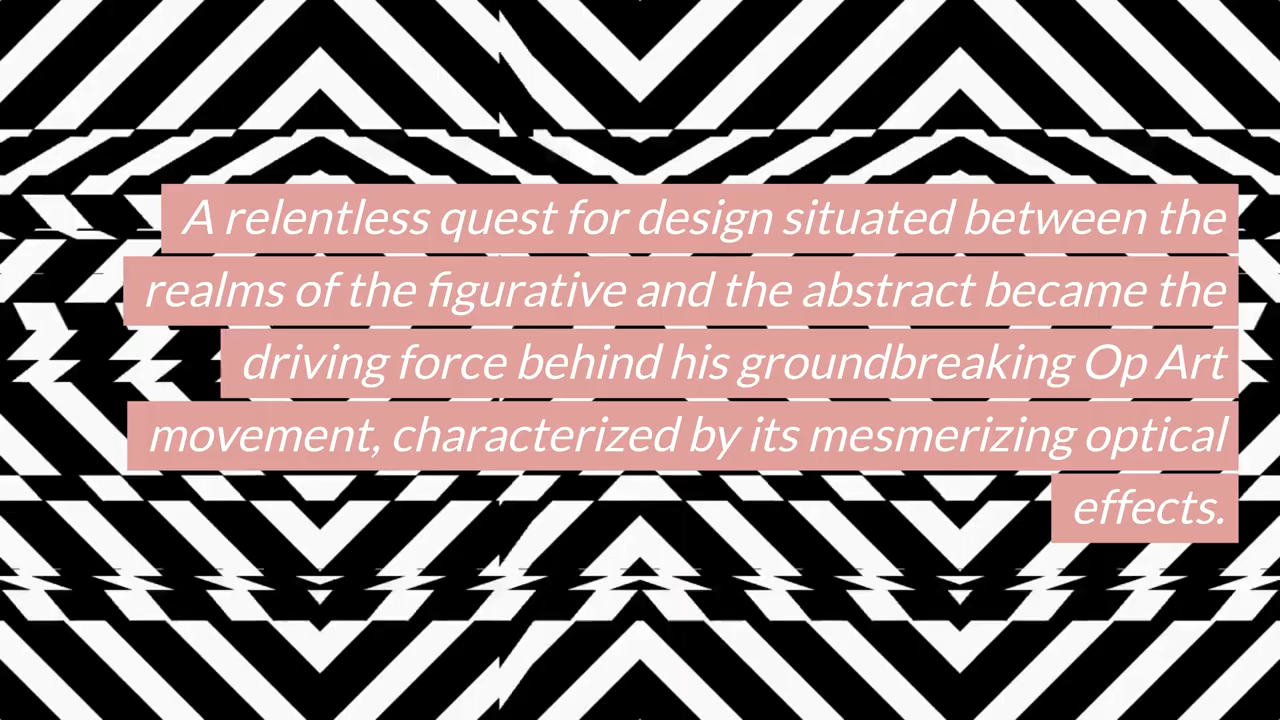 A relentless quest for design situated between the
realms of the figurative and the abstract became the
driving force behind his groundbreaking Op Art
movement, characterized by its mesmerizing optical
effects.